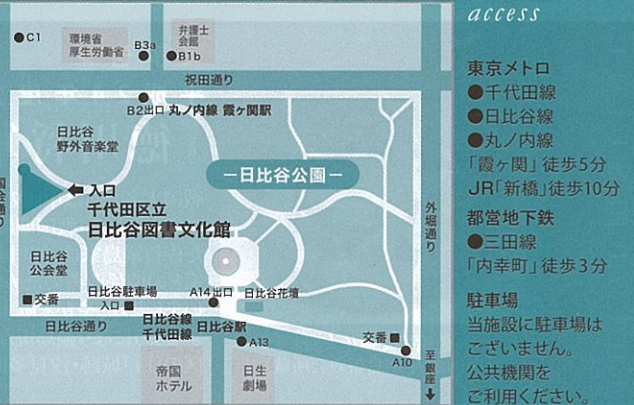 C1
環境省
厚生労働省
B3a
弁護士
会館
B1b
祝田通り
B2出口 丸ノ内線 霞ヶ関駅
日比谷
野外音楽堂
日比谷公園
国会通り
入口
千代田区立
日比谷図書文化館
外堀通り
日比谷
公会堂
交番
日比谷駐車場
入口
A14出口
日比谷花壇
日比谷通り
日比谷線
千代田線
日比谷駅
A13
交番
A10
帝国
ホテル
日生
劇場
至銀座
access
東京メトロ
●千代田線
●日比谷線
●丸ノ内線
「霞ヶ関」徒歩5分
JR「新橋」徒歩10分
都営地下鉄
●三田線
「内幸町」徒歩3分
駐車場
当施設に駐車場は
ございません。
公共機関を
ご利用ください。